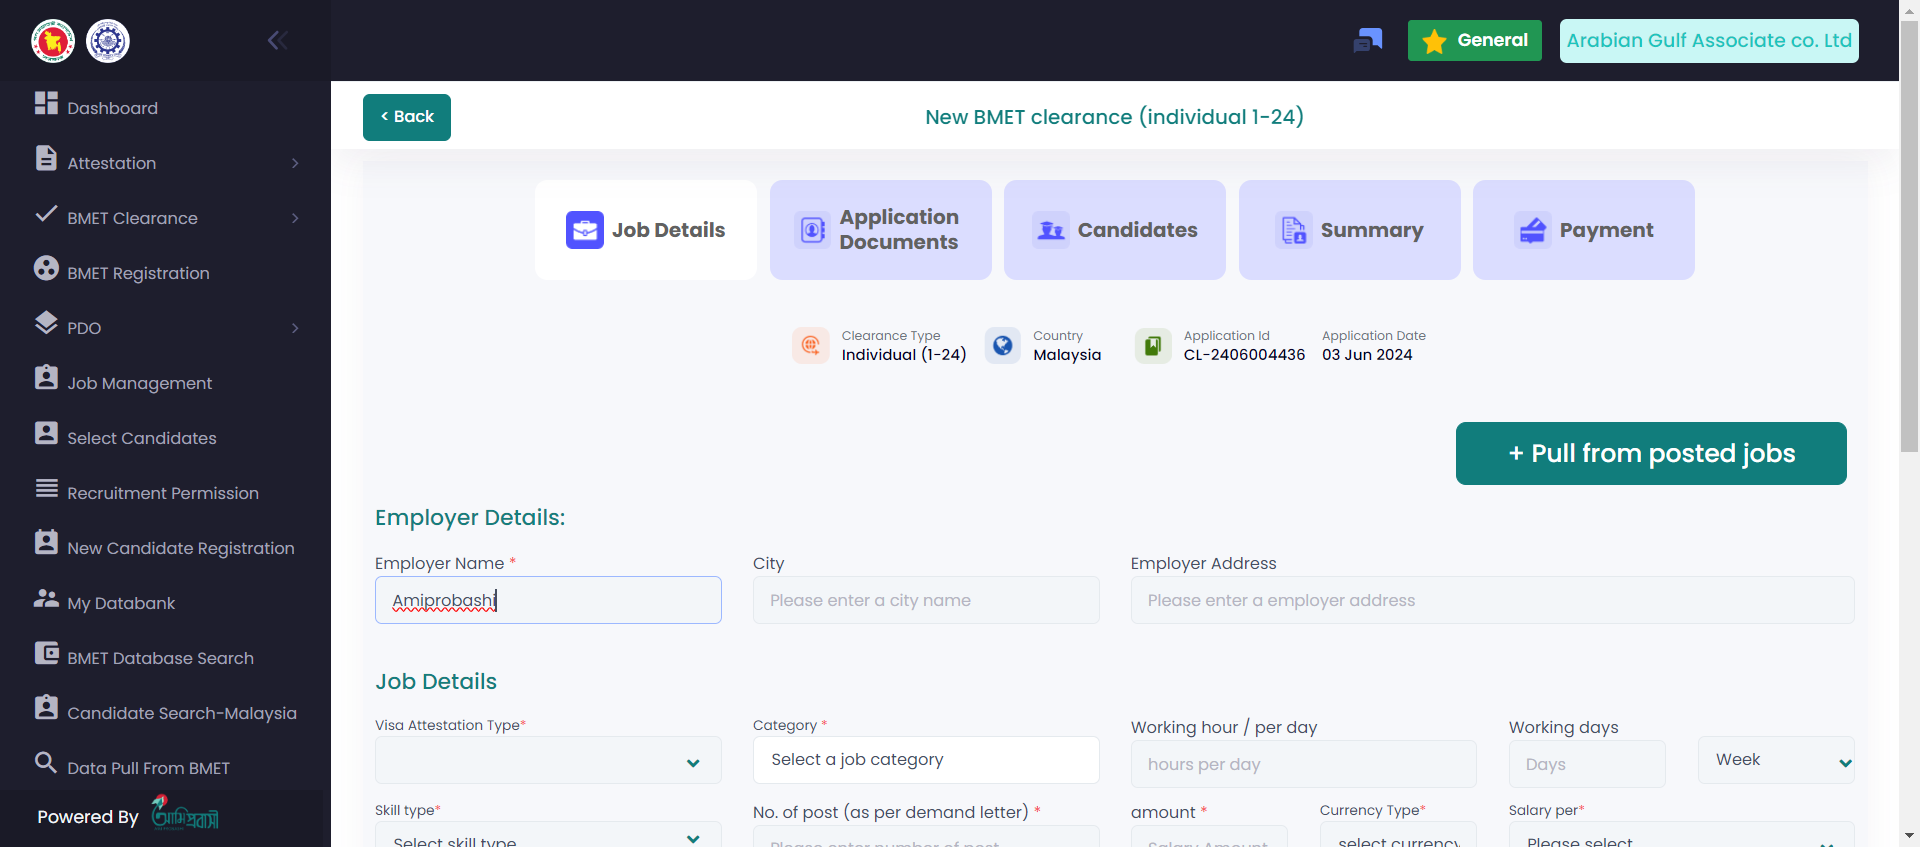 General
Arabian Gulf Associate co. Ltd
Dashboard
Attestation
BMET Clearance
BMET Registration
PDO
Job Management
Select Candidates
Recruitment Permission
New Candidate Registration
My Databank
BMET Database Search
Candidate Search-Malaysia
Data Pull From BMET
Powered By আমি প্রবাসী
< Back
New BMET clearance (individual 1-24)
Job Details
Application
Documents
Candidates
Summary
Payment
Clearance Type
Individual (1-24)
Country
Malaysia
Application Id
CL-2406004436
Application Date
03 Jun 2024
+ Pull from posted jobs
Employer Details:
Employer Name *
City
Employer Address
Amiprobashi
Please enter a city name
Please enter a employer address
Job Details
Visa Attestation Type*
Category *
Working hour / per day
Working days
Select a job category
hours per day
Days
Week
Skill type*
No. of post (as per demand letter) *
amount *
Currency Type*
Salary per*
Select skill type
Please enter number of post
Salary Amount
select currency
Please select